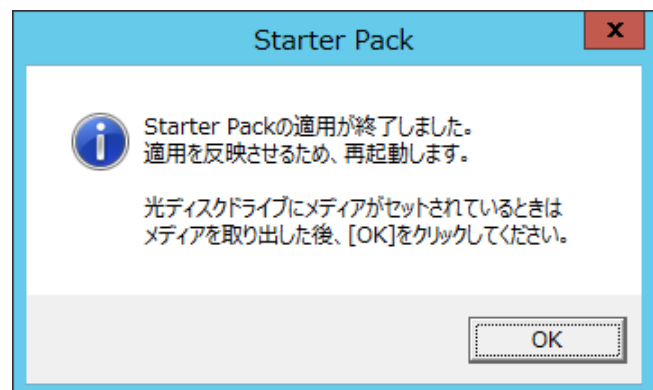 Starter Pack
x
Starter Packの適用が終了しました。
適用を反映させるため、再起動します。
光ディスクドライブにメディアがセットされているときは
メディアを取り出した後、[OK]をクリックしてください。
OK